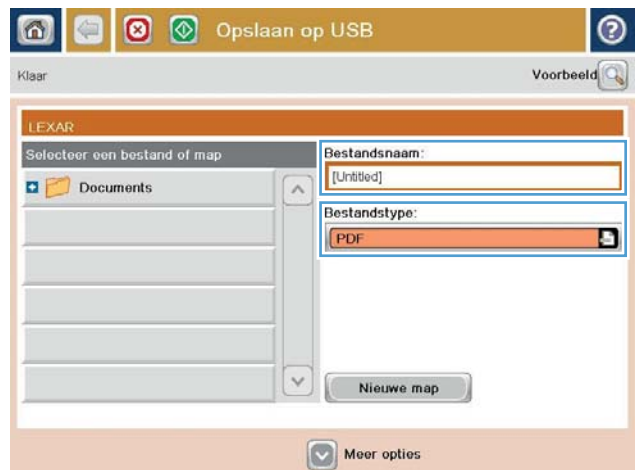 Opslaan op USB
Klaar
Voorbeeld
LEXAR
Selecteer een bestand of map
Documents
Bestandsnaam:
[Untitled]
Bestandstype:
PDF
Nieuwe map
Meer opties